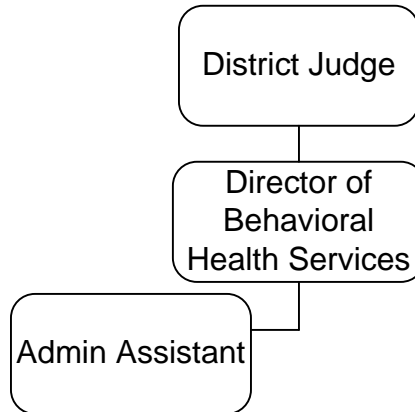 District Judge
Director of
Behavioral
Health Services
Admin Assistant